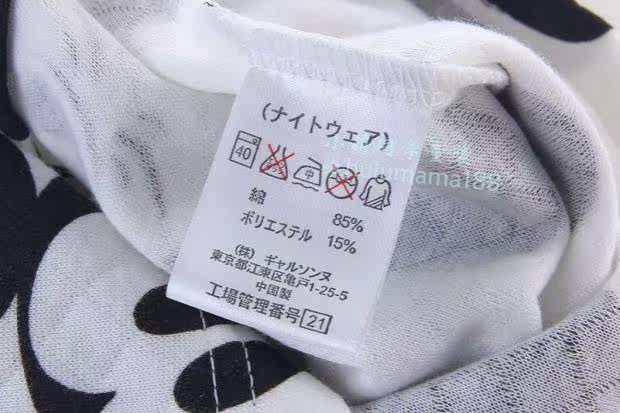 (ナイトウェア)
40 中
綿 85%
ポリエステル 15%
(株) ギャルソンヌ
東京都江東区亀戸1-25-5
中国製
工場管理番号 21